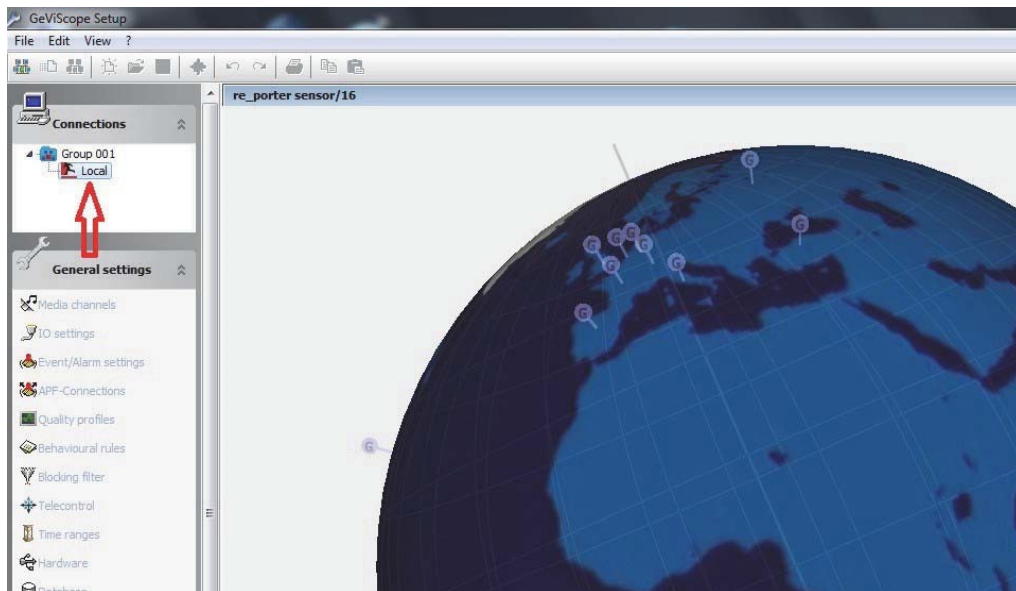 GeViScope Setup
File Edit View ?
re_porter sensor/16
Connections
Group 001
Local
General settings
Media channels
IO settings
Event/Alarm settings
APF-Connections
Quality profiles
Behavioural rules
Blocking filter
Telecontrol
Time ranges
Hardware
Database
G
G
G
G
G
G
G
G
G
G